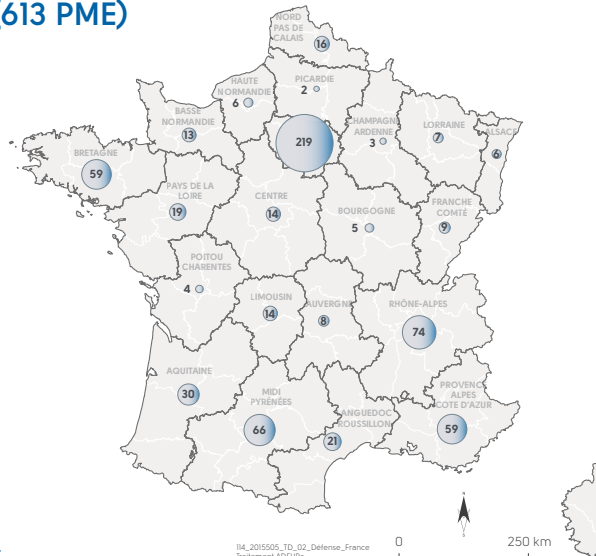 (613 PME)
NORD
PAS DE
CALAIS
16
HAUTE
NORMANDIE
6
PICARDIE
2
BASSE
NORMANDIE
13
219
CHAMPAGNE
ARDENNE
3
LORRAINE
7
ALSACE
6
BRETAGNE
59
PAYS DE LA
LOIRE
19
CENTRE
14
BOURGOGNE
5
FRANCHE
COMTÉ
9
POITOU
CHARENTES
4
LIMOUSIN
14
AUVERGNE
8
RHÔNE-ALPES
74
AQUITAINE
30
MIDI
PYRÉNÉES
66
LANGUEDOC
ROUSSILLON
21
PROVENCE
ALPES
COTE D'AZUR
59
0 250 km
114_2015505_TD_02_Défense_France
Traitement ADEUPa